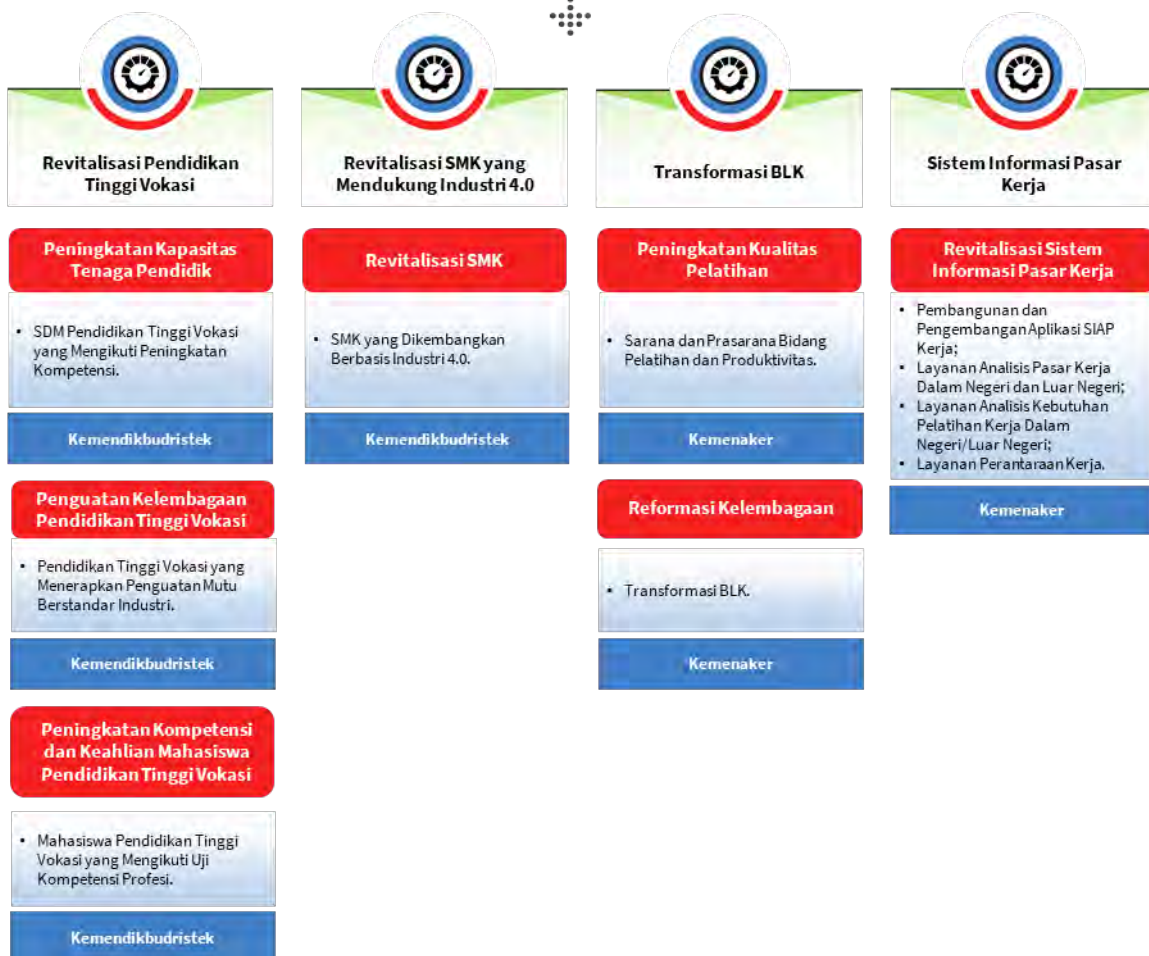 Revitalisasi Pendidikan
Tinggi Vokasi
Peningkatan Kapasitas
Tenaga Pendidik
• SDM Pendidikan Tinggi Vokasi
yang Mengikuti Peningkatan
Kompetensi.
Kemendikbudristek
Penguatan Kelembagaan
Pendidikan Tinggi Vokasi
• Pendidikan Tinggi Vokasi yang
Menerapkan Penguatan Mutu
Berstandar Industri.
Kemendikbudristek
Peningkatan Kompetensi
dan Keahlian Mahasiswa
Pendidikan Tinggi Vokasi
• Mahasiswa Pendidikan Tinggi
Vokasi yang Mengikuti Uji
Kompetensi Profesi.
Kemendikbudristek
Revitalisasi SMK yang
Mendukung Industri 4.0
Revitalisasi SMK
• SMK yang Dikembangkan
Berbasis Industri 4.0.
Kemendikbudristek
Transformasi BLK
Peningkatan Kualitas
Pelatihan
• Sarana dan Prasarana Bidang
Pelatihan dan Produktivitas.
Kemenaker
Reformasi Kelembagaan
• Transformasi BLK.
Kemenaker
Sistem Informasi Pasar
Kerja
Revitalisasi Sistem
Informasi Pasar Kerja
• Pembangunan dan
Pengembangan Aplikasi SIAP
Kerja;
• Layanan Analisis Pasar Kerja
Dalam Negeri dan Luar Negeri;
• Layanan Analisis Kebutuhan
Pelatihan Kerja Dalam
Negeri/Luar Negeri;
• Layanan Perantaraan Kerja.
Kemenaker